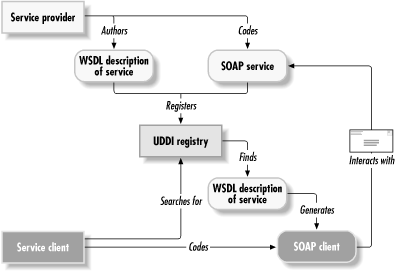 Service provider
Authors
Codes
WSDL description
of service
SOAP service
Registers
UDDI registry
Finds
Interacts with
WSDL description
of service
Searches for
Generates
Service client
Codes
SOAP client